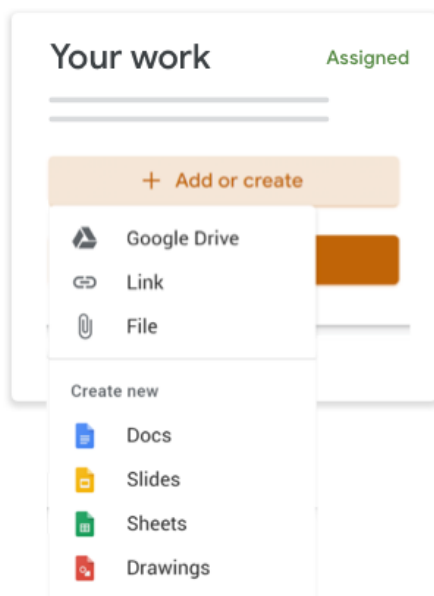 Your work
Assigned
+ Add or create
Google Drive
Link
File
Create new
Docs
Slides
Sheets
Drawings